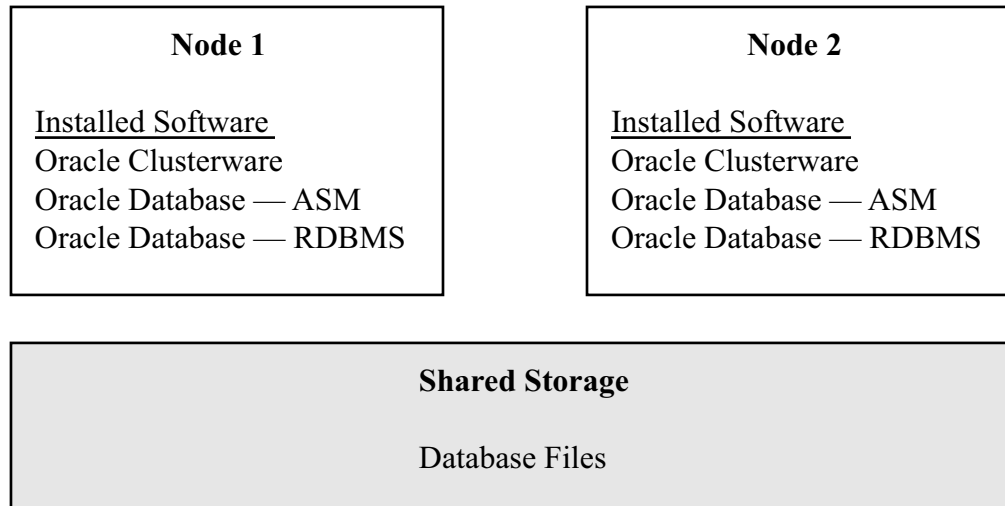 Node 1
Installed Software
Oracle Clusterware
Oracle Database — ASM
Oracle Database — RDBMS
Node 2
Installed Software
Oracle Clusterware
Oracle Database — ASM
Oracle Database — RDBMS
Shared Storage
Database Files